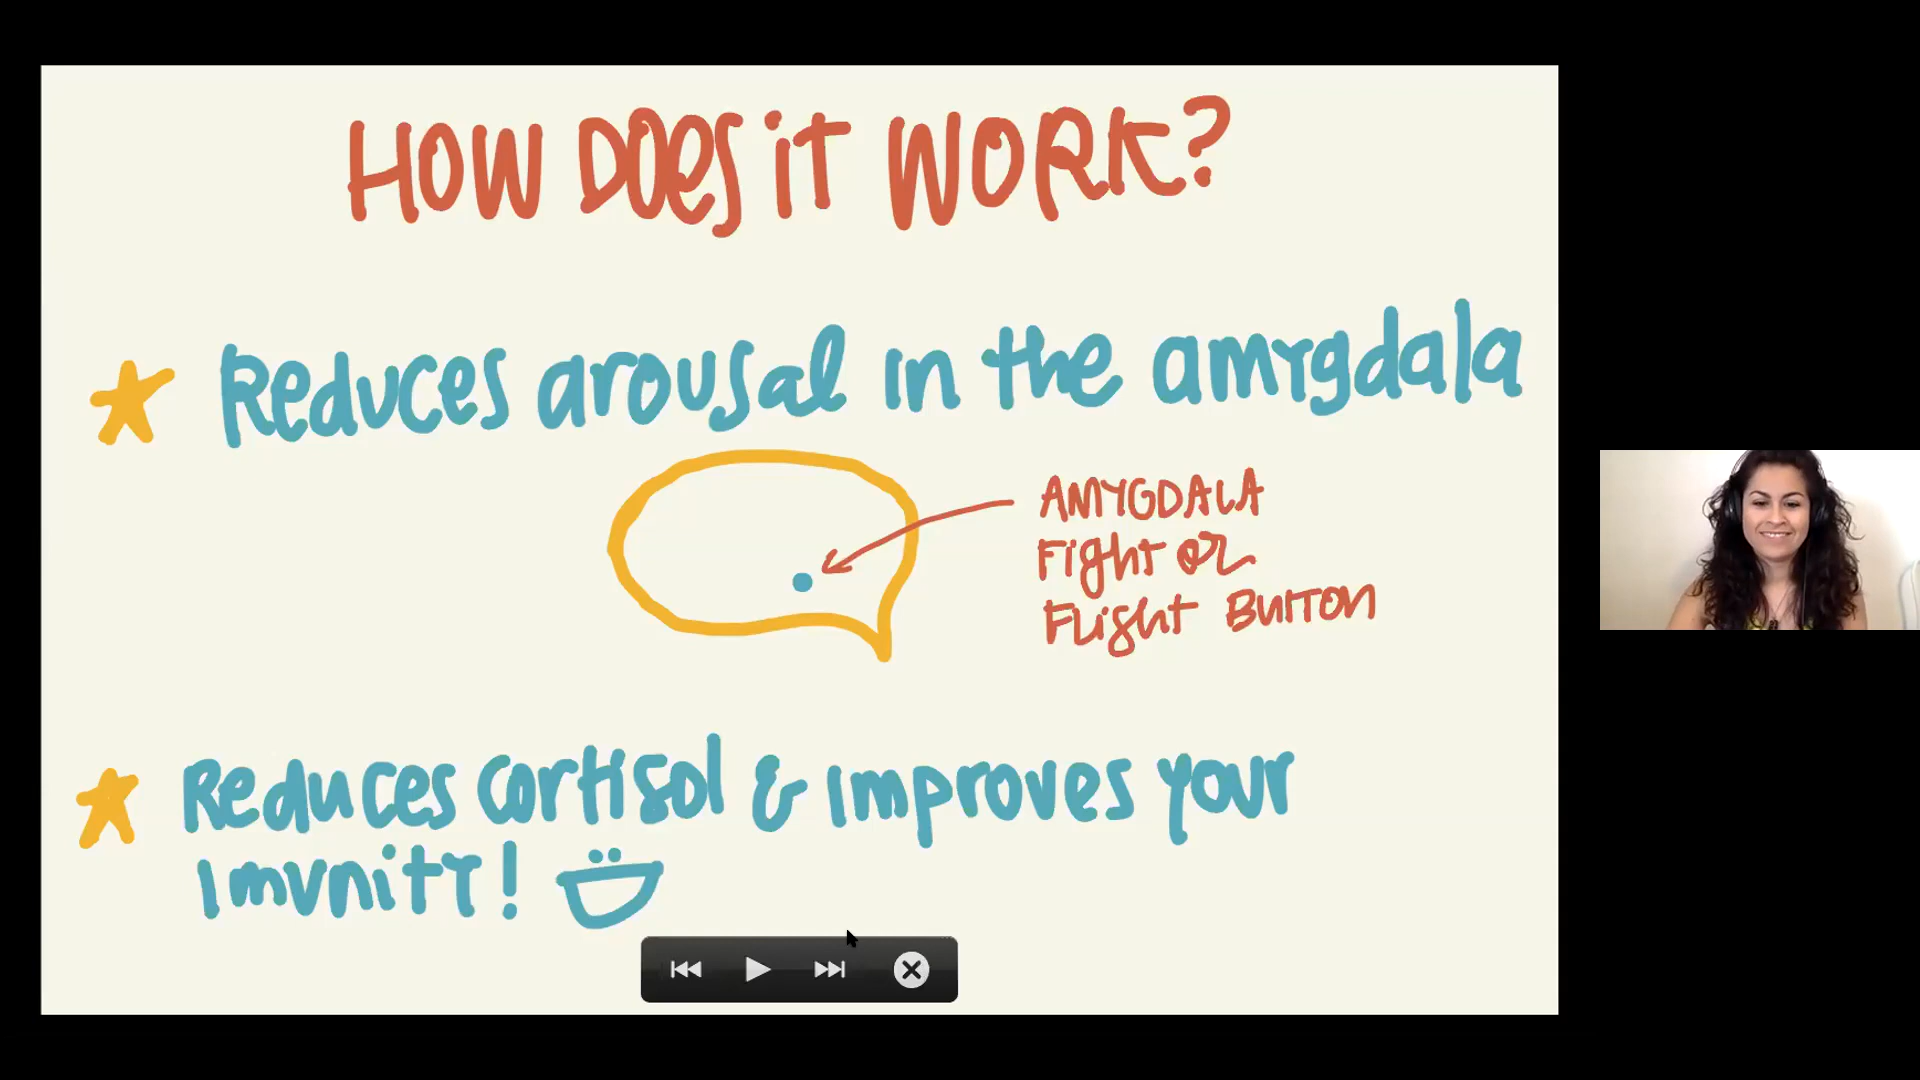 HOW DOES iT WORK?
Reduces arousal in the amygdala
AMYGDALA
Fight or
Flight Button
Reduces cortisol & improves your
immunity!